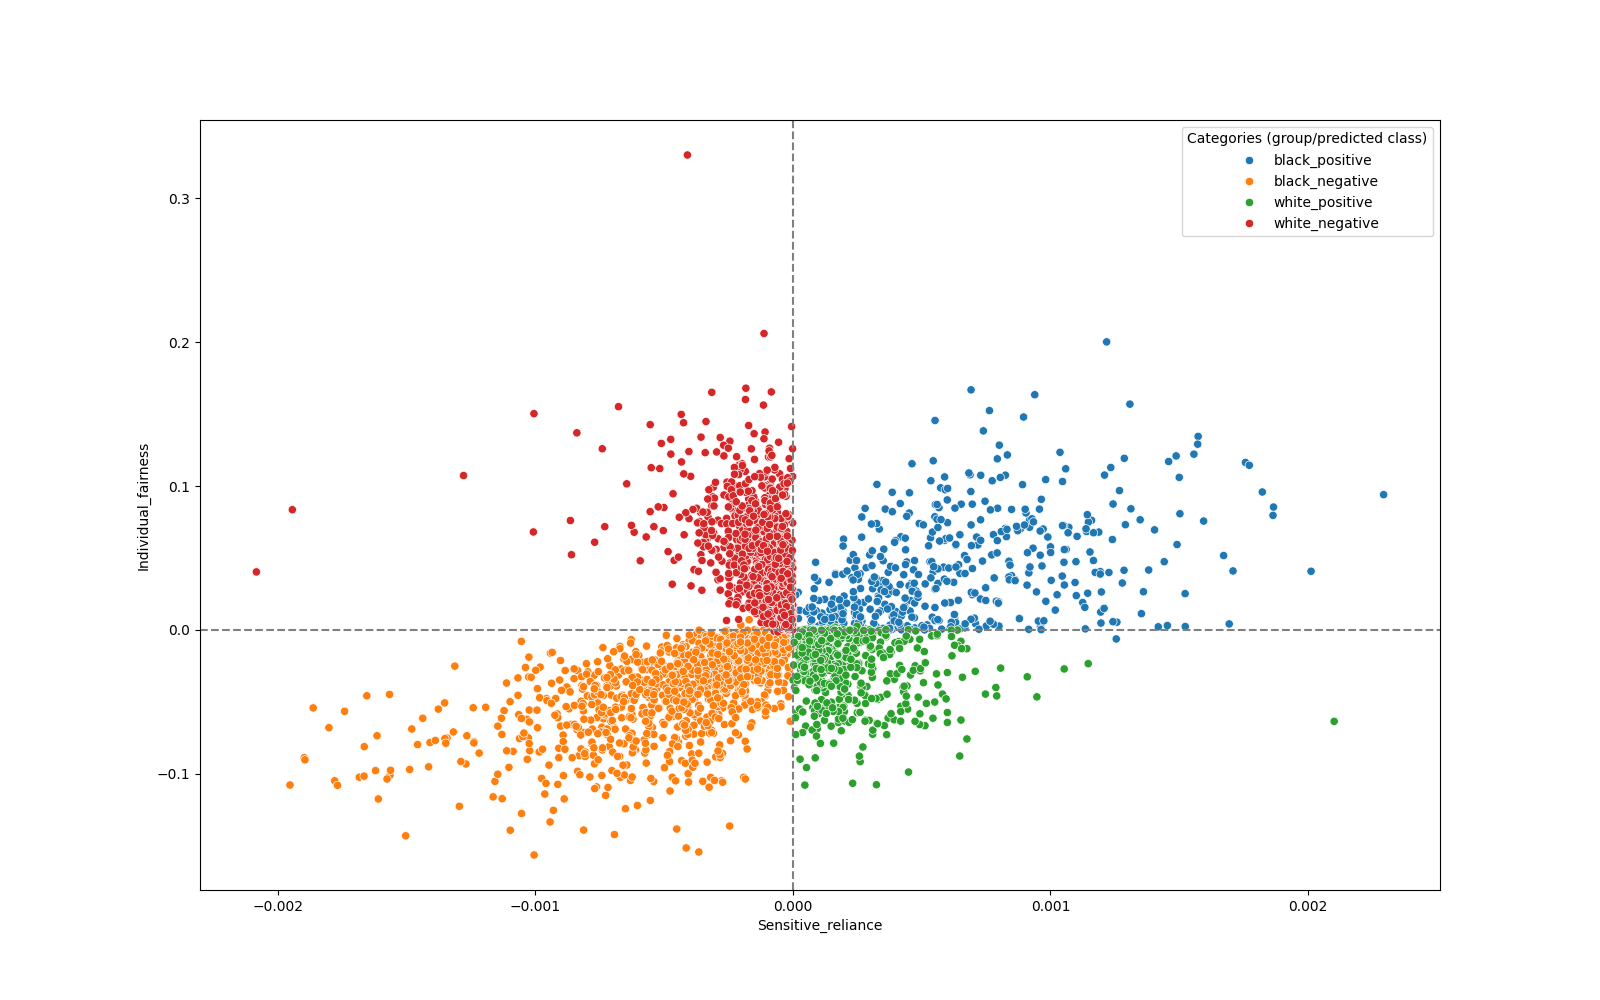 Categories (group/predicted class)
black_positive
black_negative
white_positive
white_negative
0.3
0.2
0.1
0.0
−0.1
Individual_fairness
−0.002
−0.001
0.000
0.001
0.002
Sensitive_reliance